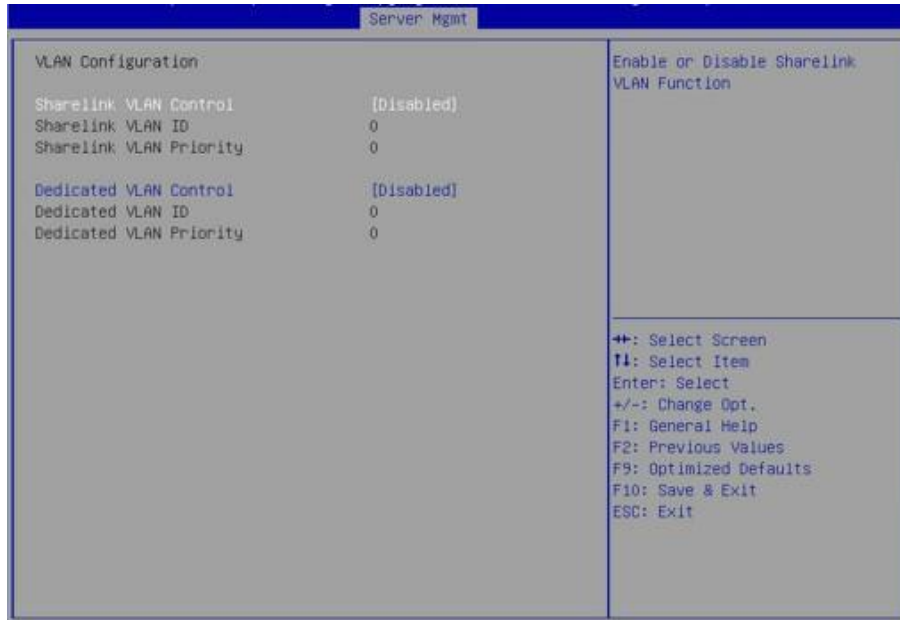 Server Mgmt
VLAN Configuration
Sharelink VLAN Control [Disabled]
Sharelink VLAN ID 0
Sharelink VLAN Priority 0
Dedicated VLAN Control [Disabled]
Dedicated VLAN ID 0
Dedicated VLAN Priority 0
Enable or Disable Sharelink
VLAN Function
→←: Select Screen
↑↓: Select Item
Enter: Select
+/-: Change Opt.
F1: General Help
F2: Previous Values
F9: Optimized Defaults
F10: Save & Exit
ESC: Exit